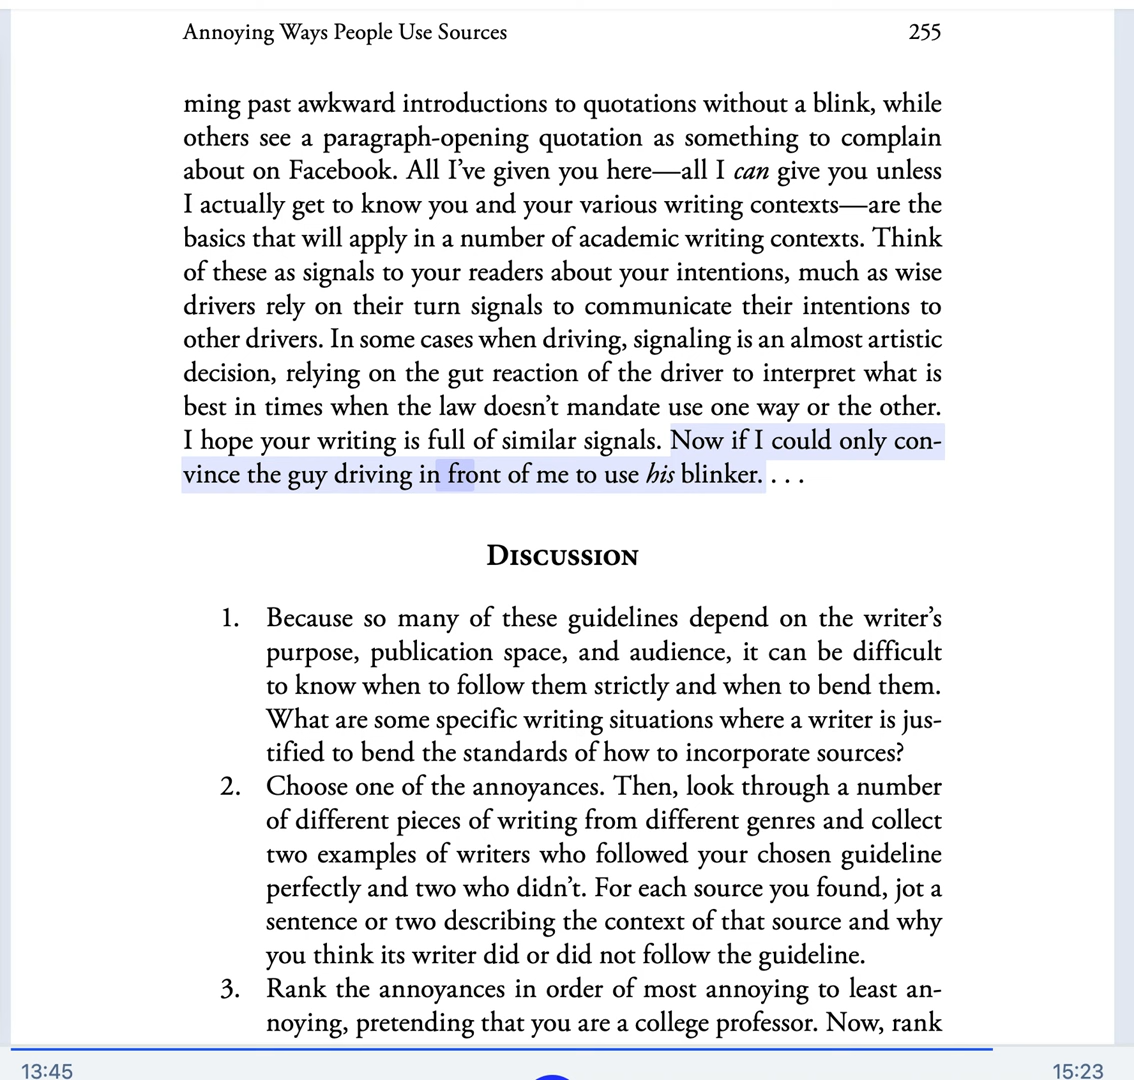 Annoying Ways People Use Sources 255
ming past awkward introductions to quotations without a blink, while
others see a paragraph-opening quotation as something to complain
about on Facebook. All I’ve given you here—all I can give you unless
I actually get to know you and your various writing contexts—are the
basics that will apply in a number of academic writing contexts. Think
of these as signals to your readers about your intentions, much as wise
drivers rely on their turn signals to communicate their intentions to
other drivers. In some cases when driving, signaling is an almost artistic
decision, relying on the gut reaction of the driver to interpret what is
best in times when the law doesn’t mandate use one way or the other.
I hope your writing is full of similar signals. Now if I could only con-
vince the guy driving in front of me to use his blinker. . . .
Discussion
1. Because so many of these guidelines depend on the writer’s
purpose, publication space, and audience, it can be difficult
to know when to follow them strictly and when to bend them.
What are some specific writing situations where a writer is jus-
tified to bend the standards of how to incorporate sources?
2. Choose one of the annoyances. Then, look through a number
of different pieces of writing from different genres and collect
two examples of writers who followed your chosen guideline
perfectly and two who didn’t. For each source you found, jot a
sentence or two describing the context of that source and why
you think its writer did or did not follow the guideline.
3. Rank the annoyances in order of most annoying to least an-
noying, pretending that you are a college professor. Now, rank
13:45 15:23